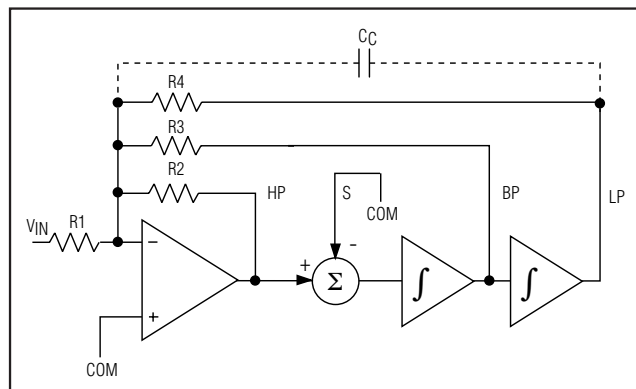 CC
R4
R3
R2
HP
S
COM
BP
LP
VIN
R1
−
+
COM
+
-
Σ
∫
∫